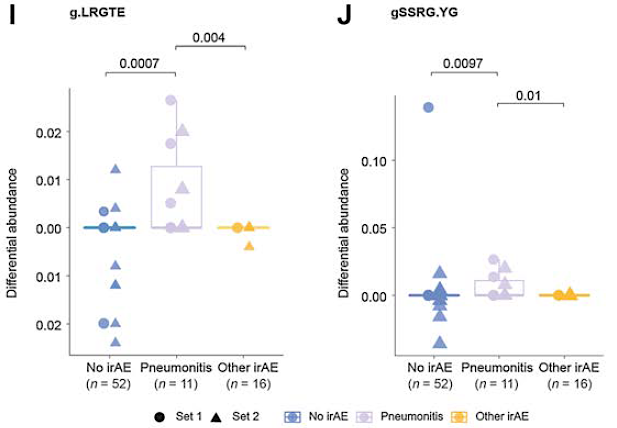 I
g.LRGTE
0.004
0.0007
Differential abundance
0.02
0.01
0.00
0.01
0.02
No irAE
(n = 52)
Pneumonitis
(n = 11)
Other irAE
(n = 16)
J
gSSRG.YG
0.0097
0.01
Differential abundance
0.10
0.05
0.00
No irAE
(n = 52)
Pneumonitis
(n = 11)
Other irAE
(n = 16)
Set 1 Set 2 No irAE Pneumonitis Other irAE